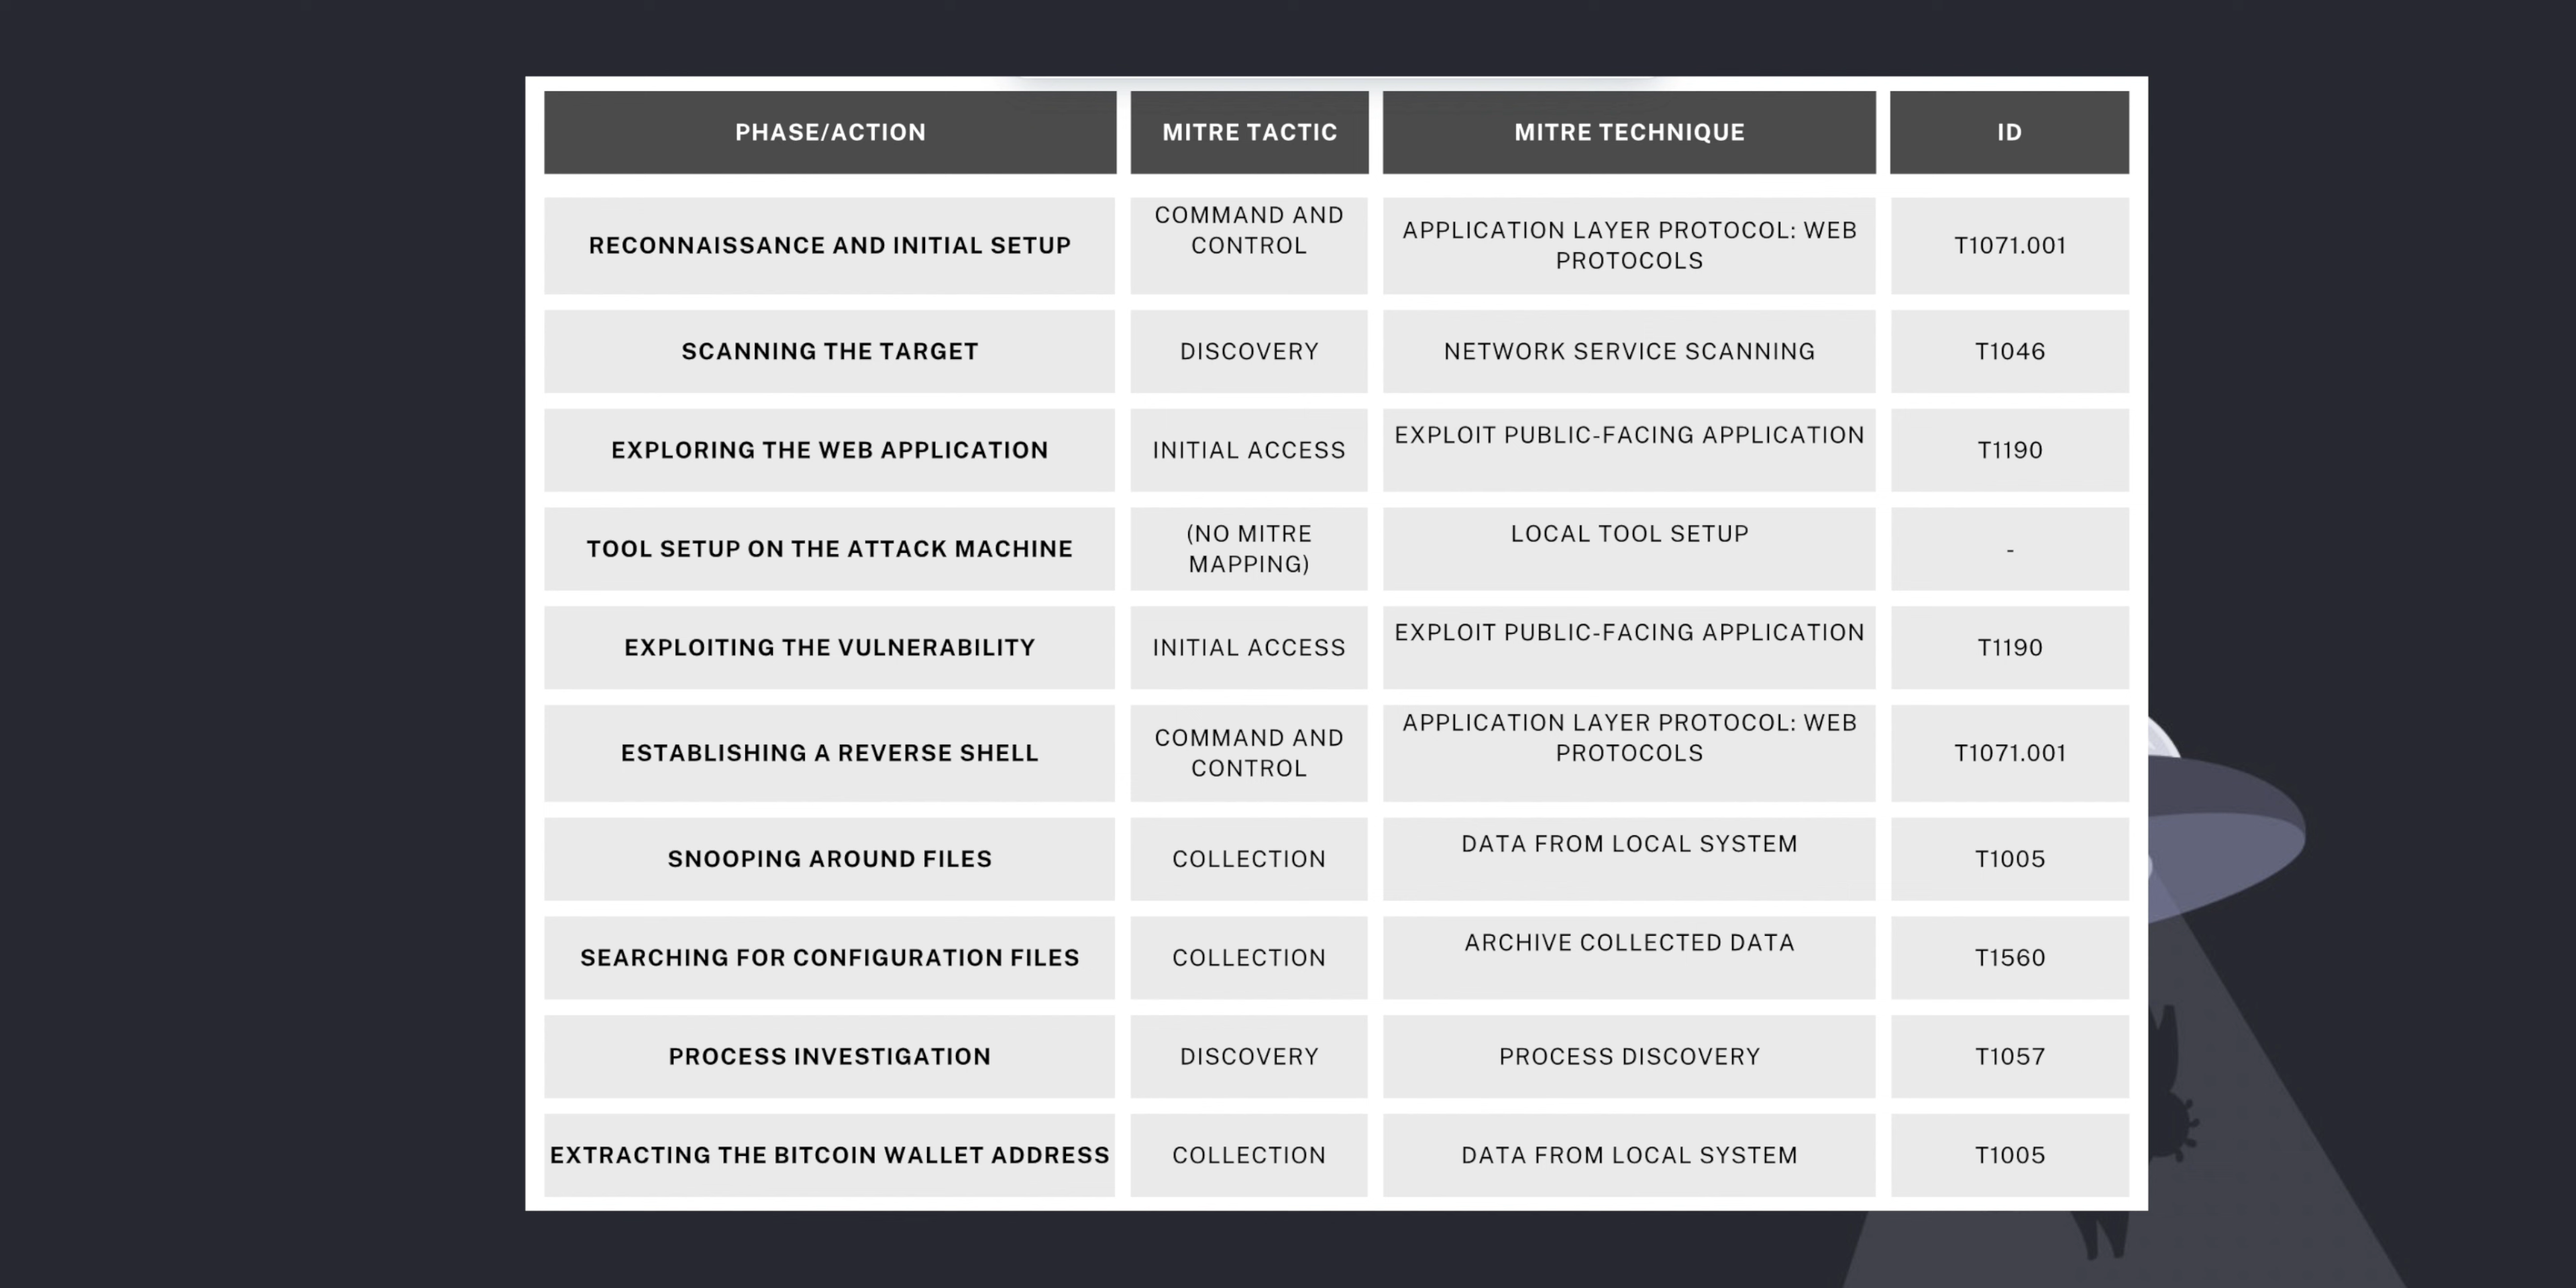 PHASE/ACTION
MITRE TACTIC
MITRE TECHNIQUE
ID
RECONNAISSANCE AND INITIAL SETUP
COMMAND AND
CONTROL
APPLICATION LAYER PROTOCOL: WEB
PROTOCOLS
T1071.001
SCANNING THE TARGET
DISCOVERY
NETWORK SERVICE SCANNING
T1046
EXPLORING THE WEB APPLICATION
INITIAL ACCESS
EXPLOIT PUBLIC-FACING APPLICATION
T1190
TOOL SETUP ON THE ATTACK MACHINE
(NO MITRE
MAPPING)
LOCAL TOOL SETUP
-
EXPLOITING THE VULNERABILITY
INITIAL ACCESS
EXPLOIT PUBLIC-FACING APPLICATION
T1190
ESTABLISHING A REVERSE SHELL
COMMAND AND
CONTROL
APPLICATION LAYER PROTOCOL: WEB
PROTOCOLS
T1071.001
SNOOPING AROUND FILES
COLLECTION
DATA FROM LOCAL SYSTEM
T1005
SEARCHING FOR CONFIGURATION FILES
COLLECTION
ARCHIVE COLLECTED DATA
T1560
PROCESS INVESTIGATION
DISCOVERY
PROCESS DISCOVERY
T1057
EXTRACTING THE BITCOIN WALLET ADDRESS
COLLECTION
DATA FROM LOCAL SYSTEM
T1005